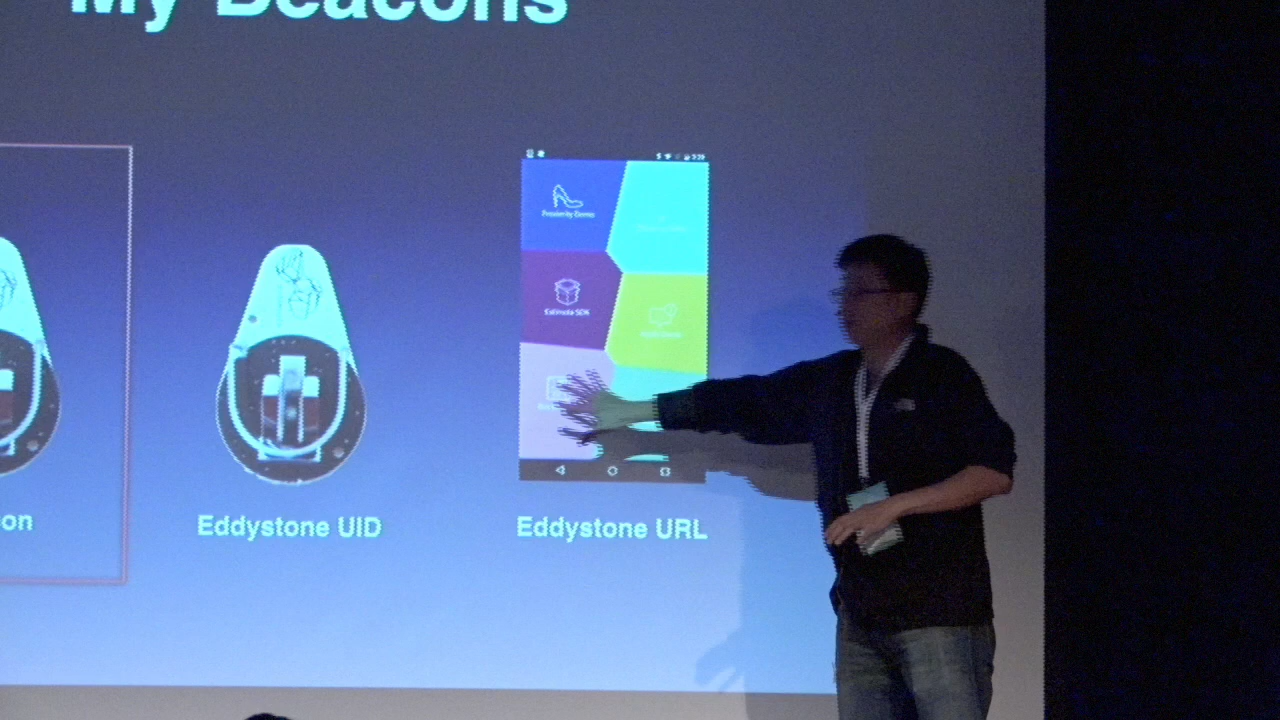 My Beacons
Proximity Demo
Estimote SDK
on
Eddystone UID
Eddystone URL